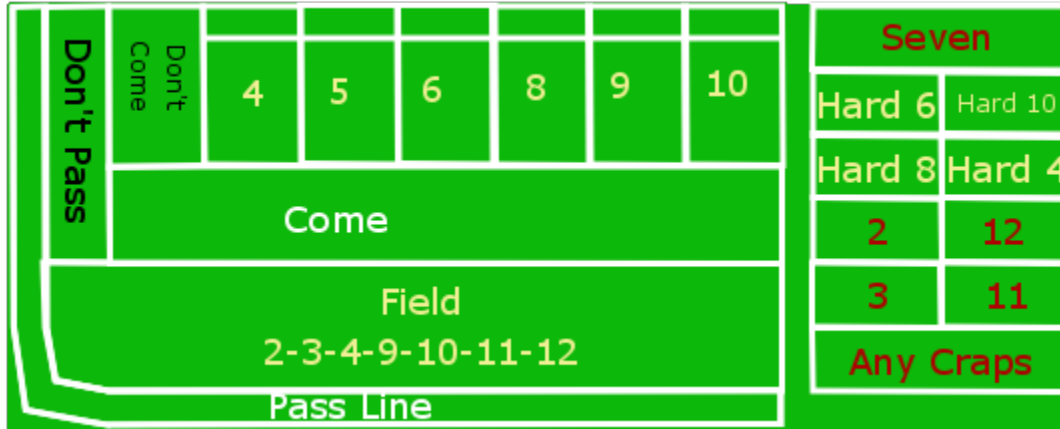 Don't Pass
Don't
Come
4
5
6
8
9
10
Come
Field
2-3-4-9-10-11-12
Pass Line
Seven
Hard 6
Hard 10
Hard 8
Hard 4
2
12
3
11
Any Craps